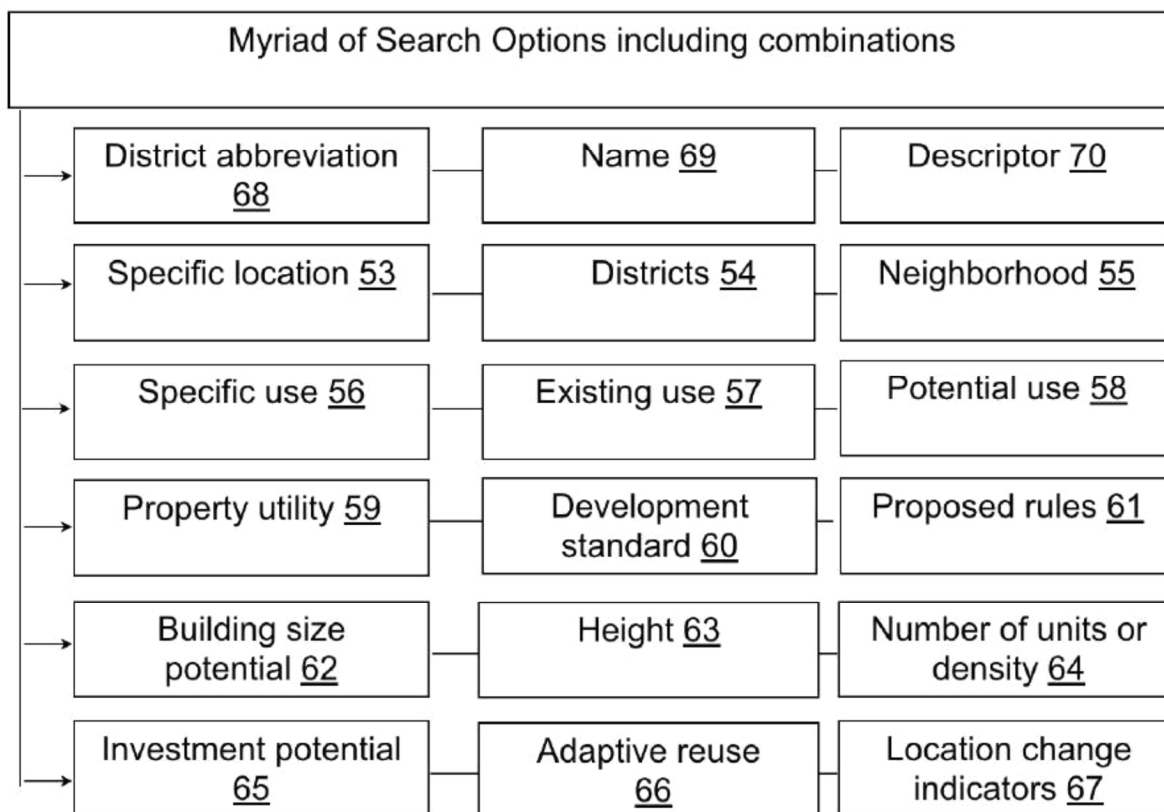 Myriad of Search Options including combinations
District abbreviation
68
Name 69
Descriptor 70
Specific location 53
Districts 54
Neighborhood 55
Specific use 56
Existing use 57
Potential use 58
Property utility 59
Development
standard 60
Proposed rules 61
Building size
potential 62
Height 63
Number of units or
density 64
Investment potential
65
Adaptive reuse
66
Location change
indicators 67